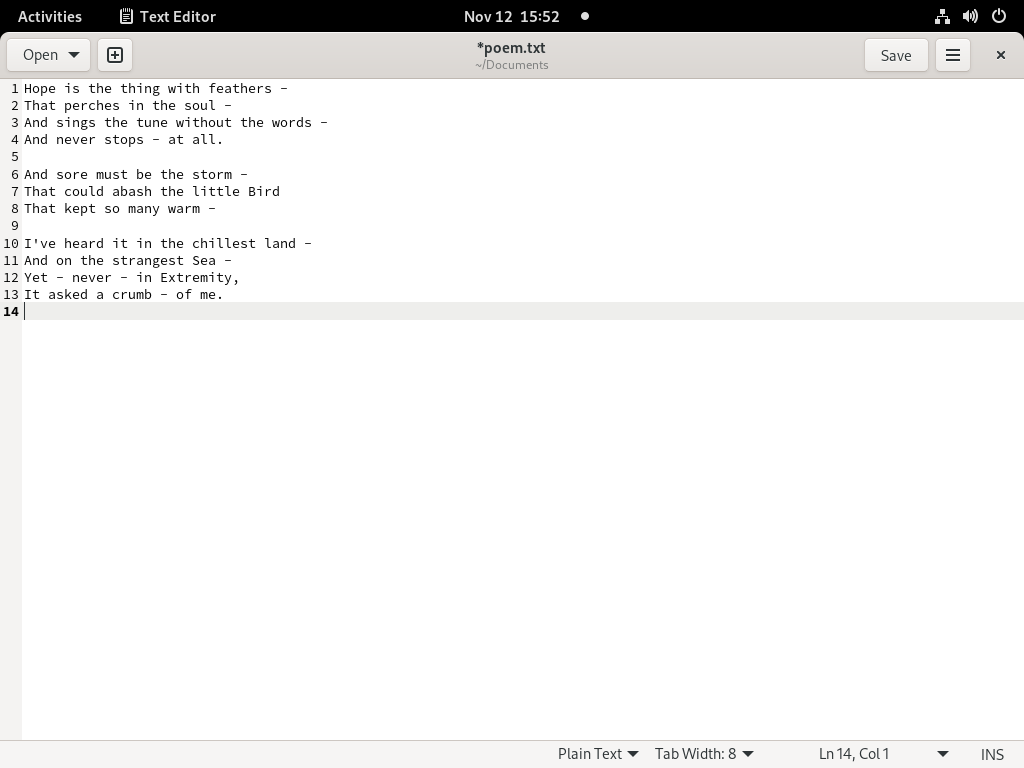 Activities Text Editor Nov 12 15:52
Open *poem.txt Save
~/Documents
1 Hope is the thing with feathers -
2 That perches in the soul -
3 And sings the tune without the words -
4 And never stops - at all.
5
6 And sore must be the storm -
7 That could abash the little Bird
8 That kept so many warm -
9
10 I've heard it in the chillest land -
11 And on the strangest Sea -
12 Yet - never - in Extremity,
13 It asked a crumb - of me.
14
Plain Text Tab Width: 8 Ln 14, Col 1 INS